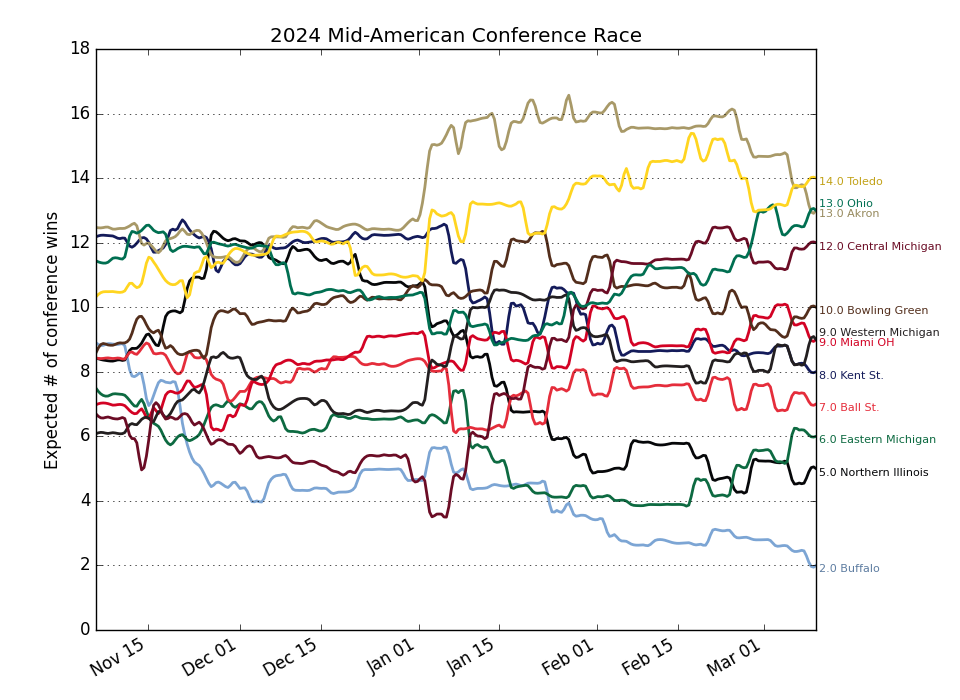 2024 Mid-American Conference Race
Expected # of conference wins
18
16
14
12
10
8
6
4
2
0
14.0 Toledo
13.0 Ohio
13.0 Akron
12.0 Central Michigan
10.0 Bowling Green
9.0 Western Michigan
9.0 Miami OH
8.0 Kent St.
7.0 Ball St.
6.0 Eastern Michigan
5.0 Northern Illinois
2.0 Buffalo
Nov 15
Dec 01
Dec 15
Jan 01
Jan 15
Feb 01
Feb 15
Mar 01